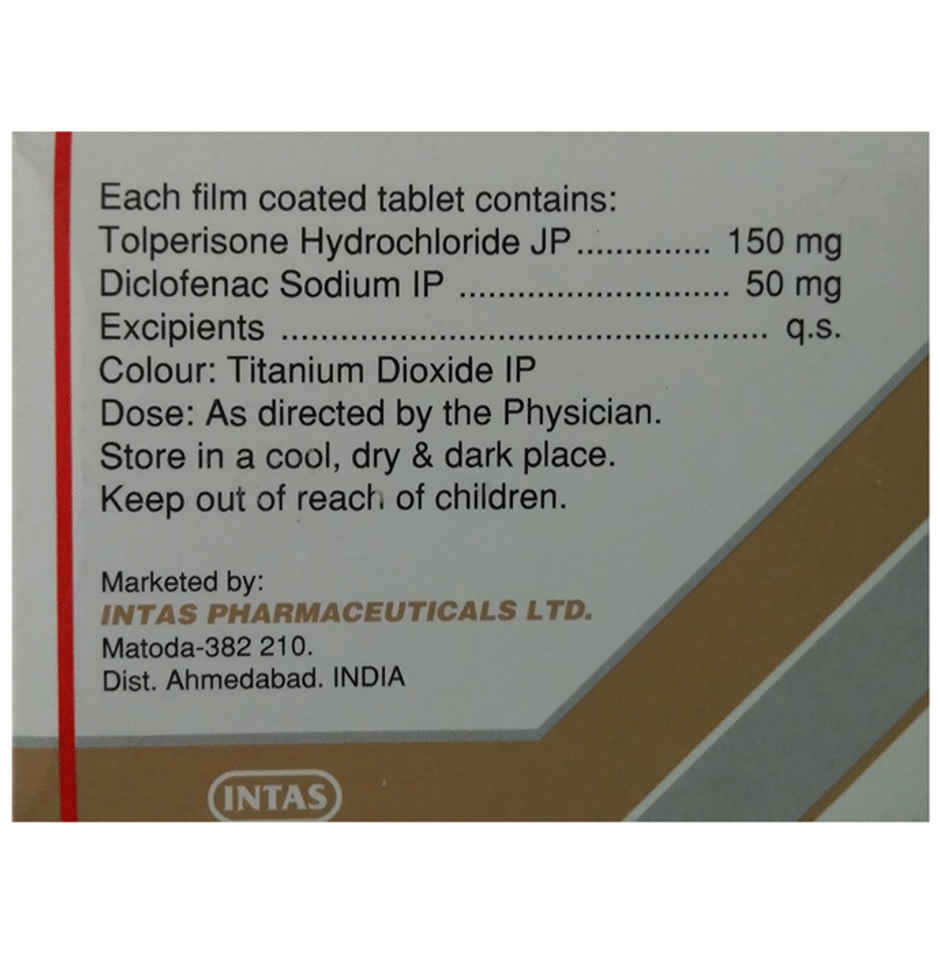 Each film coated tablet contains:
Tolperisone Hydrochloride JP.............. 150 mg
Diclofenac Sodium IP ............................ 50 mg
Excipients .................................................. q.s.
Colour: Titanium Dioxide IP
Dose: As directed by the Physician.
Store in a cool, dry & dark place.
Keep out of reach of children.
Marketed by:
INTAS PHARMACEUTICALS LTD.
Matoda-382 210.
Dist. Ahmedabad. INDIA
INTAS